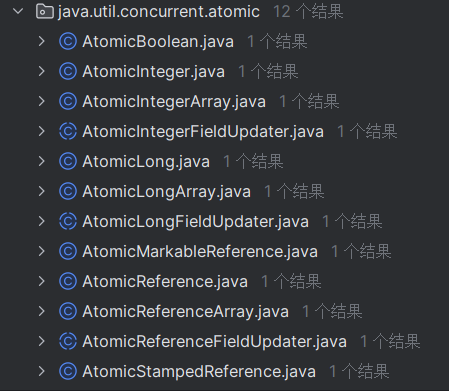 java.util.concurrent.atomic 12 个结果
AtomicBoolean.java 1 个结果
AtomicInteger.java 1 个结果
AtomicIntegerArray.java 1 个结果
AtomicIntegerFieldUpdater.java 1 个结果
AtomicLong.java 1 个结果
AtomicLongArray.java 1 个结果
AtomicLongFieldUpdater.java 1 个结果
AtomicMarkableReference.java 1 个结果
AtomicReference.java 1 个结果
AtomicReferenceArray.java 1 个结果
AtomicReferenceFieldUpdater.java 1 个结果
AtomicStampedReference.java 1 个结果